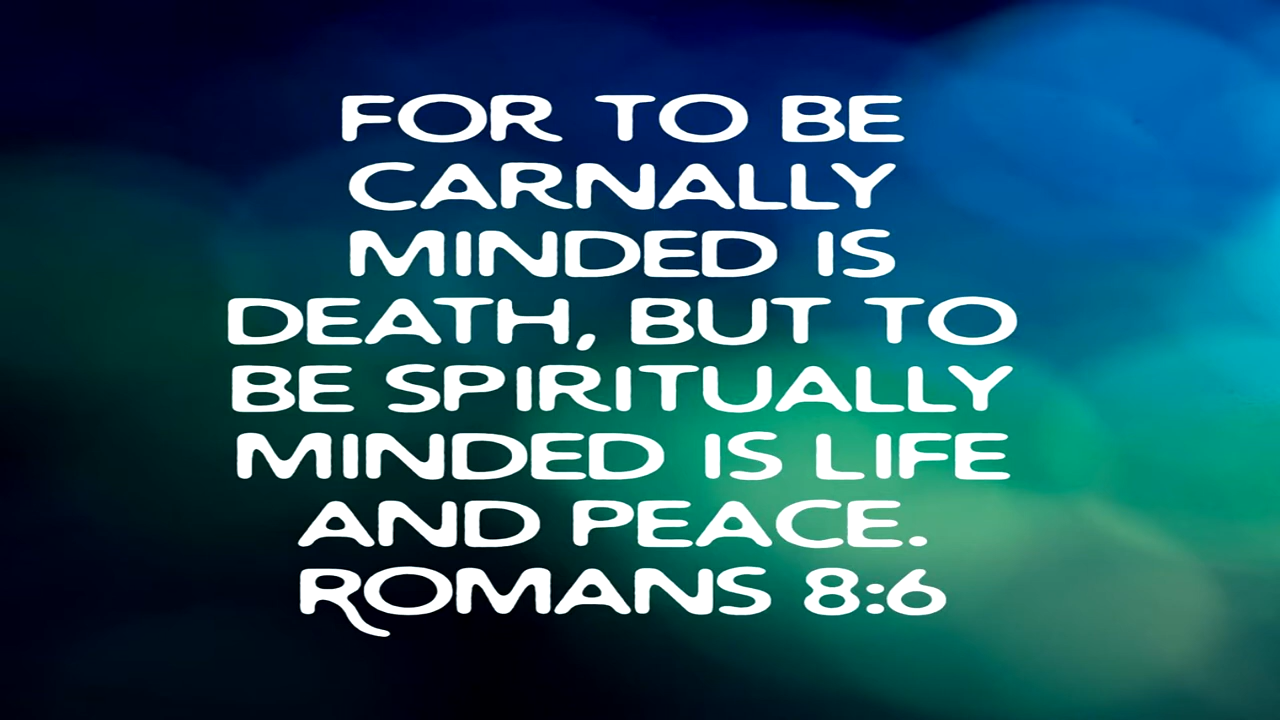 FOR TO BE
CARNALLY
MINDED IS
DEATH, BUT TO
BE SPIRITUALLY
MINDED IS LIFE
AND PEACE.
ROMANS 8:6